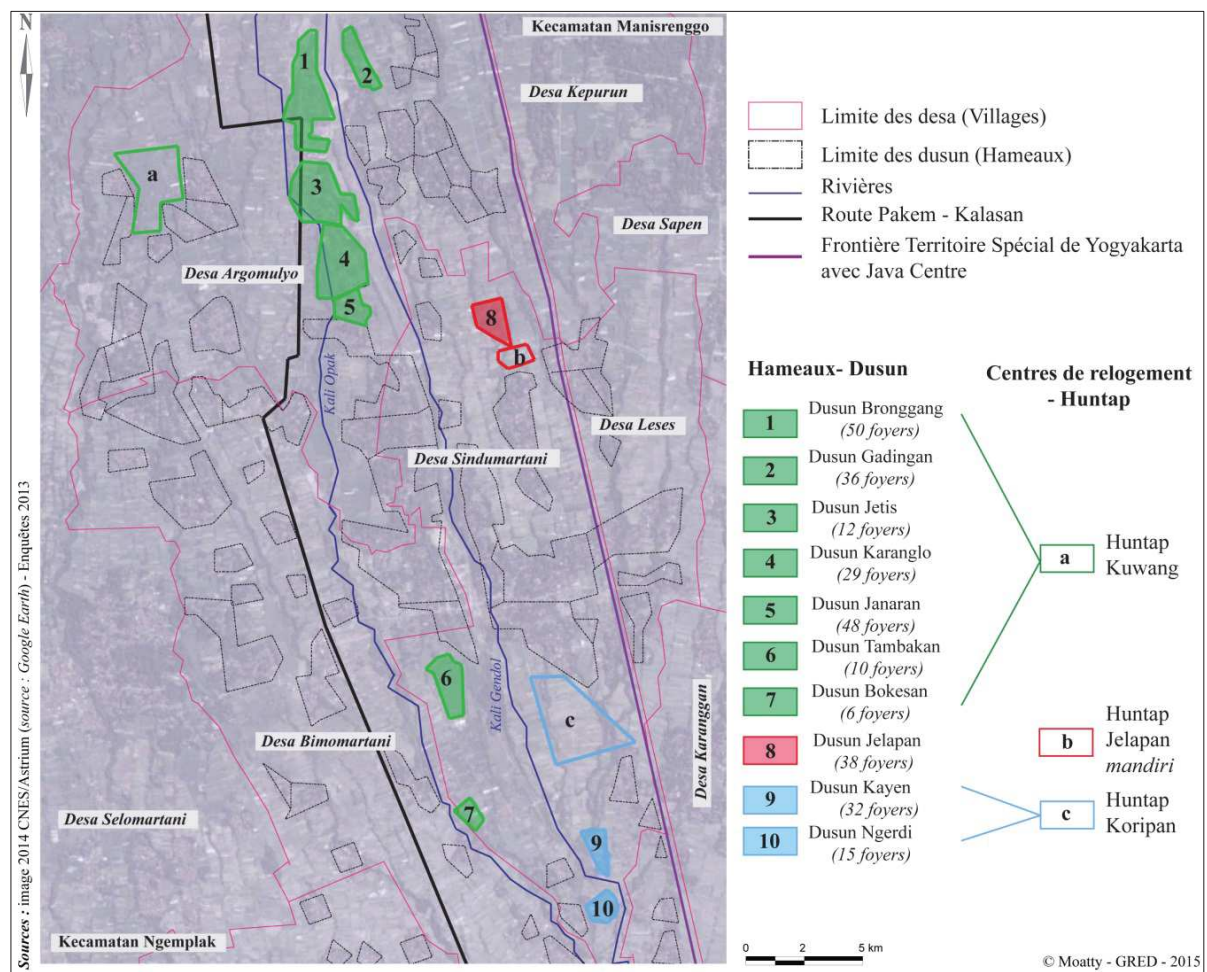 N
Kecamatan Manisrenggo
1
2
Desa Kepurun
a
3
Desa Sapen
4
Desa Argomulyo
5
8
b
Kali Opak
Desa Leses
Desa Sindumartani
6
Kali Gendol
c
Desa Karanggan
Desa Bimomartani
7
Desa Selomartani
9
10
Kecamatan Ngemplak
Sources : image 2014 CNES/Astrium (source : Google Earth) - Enquêtes 2013
Limite des desa (Villages)
Limite des dusun (Hameaux)
Rivières
Route Pakem - Kalasan
Frontière Territoire Spécial de Yogyakarta
avec Java Centre
Hameaux- Dusun
1 Dusun Bronggang
(50 foyers)
2 Dusun Gadingan
(36 foyers)
3 Dusun Jetis
(12 foyers)
4 Dusun Karanglo
(29 foyers)
5 Dusun Janaran
(48 foyers)
6 Dusun Tambakan
(10 foyers)
7 Dusun Bokesan
(6 foyers)
8 Dusun Jelapan
(38 foyers)
9 Dusun Kayen
(32 foyers)
10 Dusun Ngerdi
(15 foyers)
Centres de relogement
- Huntap
a Huntap
Kuwang
b Huntap
Jelapan
mandiri
c Huntap
Koripan
0 2 5 km
© Moatty - GRED - 2015